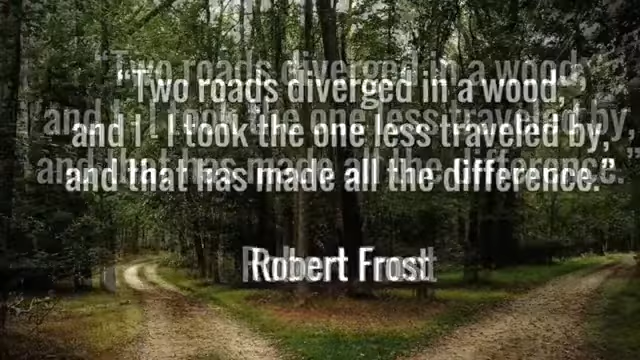 “Two roads diverged in a wood,
and I - I took the one less traveled by,
and that has made all the difference.”
Robert Frost